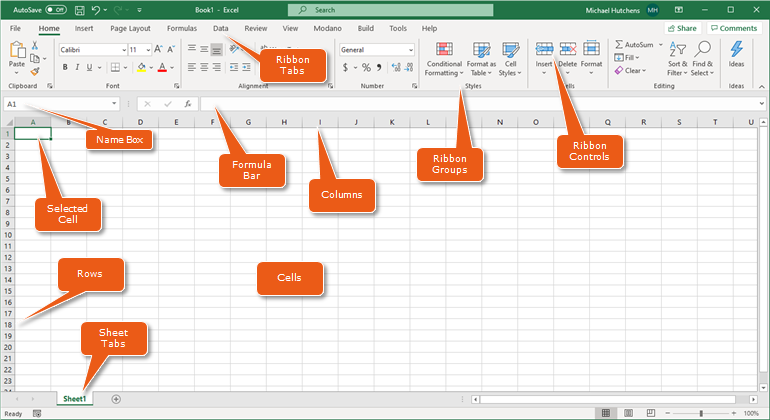 AutoSave Off Book1 - Excel Search Michael Hutchens MH
File Home Insert Page Layout Formulas Data Review View Modano Build Tools Help Share Comments
Paste Calibri 11 A A General Conditional Formatting Format as Table Cell Styles Insert Delete Format AutoSum Fill Clear Sort & Filter Find & Select Ideas
B I U A $ % 9
Clipboard Font Alignment Number Styles Cells Editing Ideas
Ribbon
Tabs
A1 fx
A B C D E F G H I J K L M N O P Q R S T U
Name Box
Formula
Bar
Columns
Ribbon
Groups
Ribbon
Controls
Selected
Cell
Rows
Cells
Sheet
Tabs
1
2
3
4
5
6
7
8
9
10
11
12
13
14
15
16
17
18
19
20
21
22
23
24
Sheet1
Ready 100%